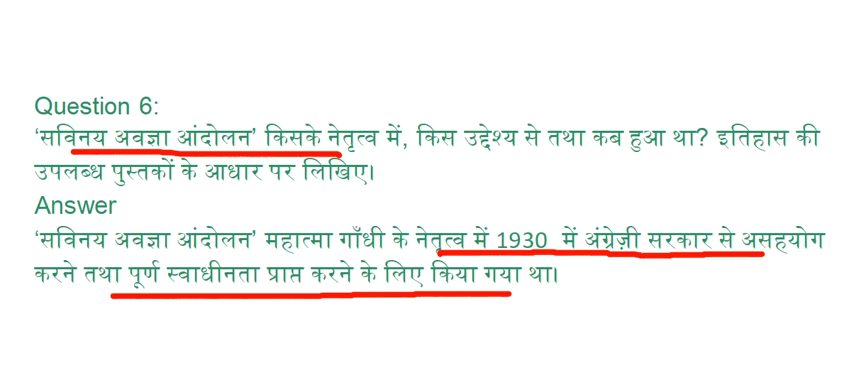 Question 6:
‘सविनय अवज्ञा आंदोलन’ किसके नेतृत्व में, किस उद्देश्य से तथा कब हुआ था? इतिहास की
उपलब्ध पुस्तकों के आधार पर लिखिए।
Answer
‘सविनय अवज्ञा आंदोलन’ महात्मा गाँधी के नेतृत्व में 1930 में अंग्रेज़ी सरकार से असहयोग
करने तथा पूर्ण स्वाधीनता प्राप्त करने के लिए किया गया था।